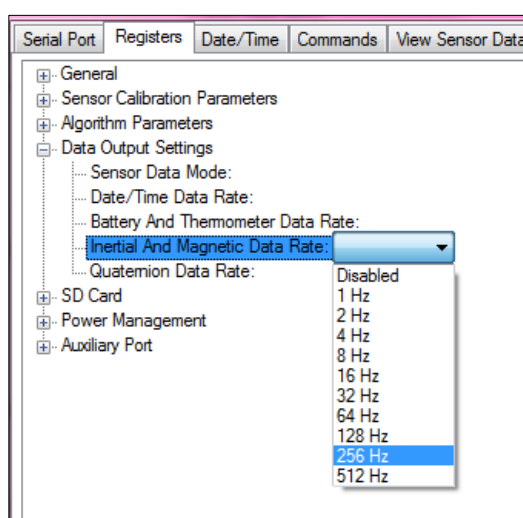 Serial Port Registers Date/Time Commands View Sensor Data
General
Sensor Calibration Parameters
Algorithm Parameters
Data Output Settings
Sensor Data Mode:
Date/Time Data Rate:
Battery And Thermometer Data Rate:
Inertial And Magnetic Data Rate:
Quaternion Data Rate:
SD Card
Power Management
Auxiliary Port
Disabled
1 Hz
2 Hz
4 Hz
8 Hz
16 Hz
32 Hz
64 Hz
128 Hz
256 Hz
512 Hz